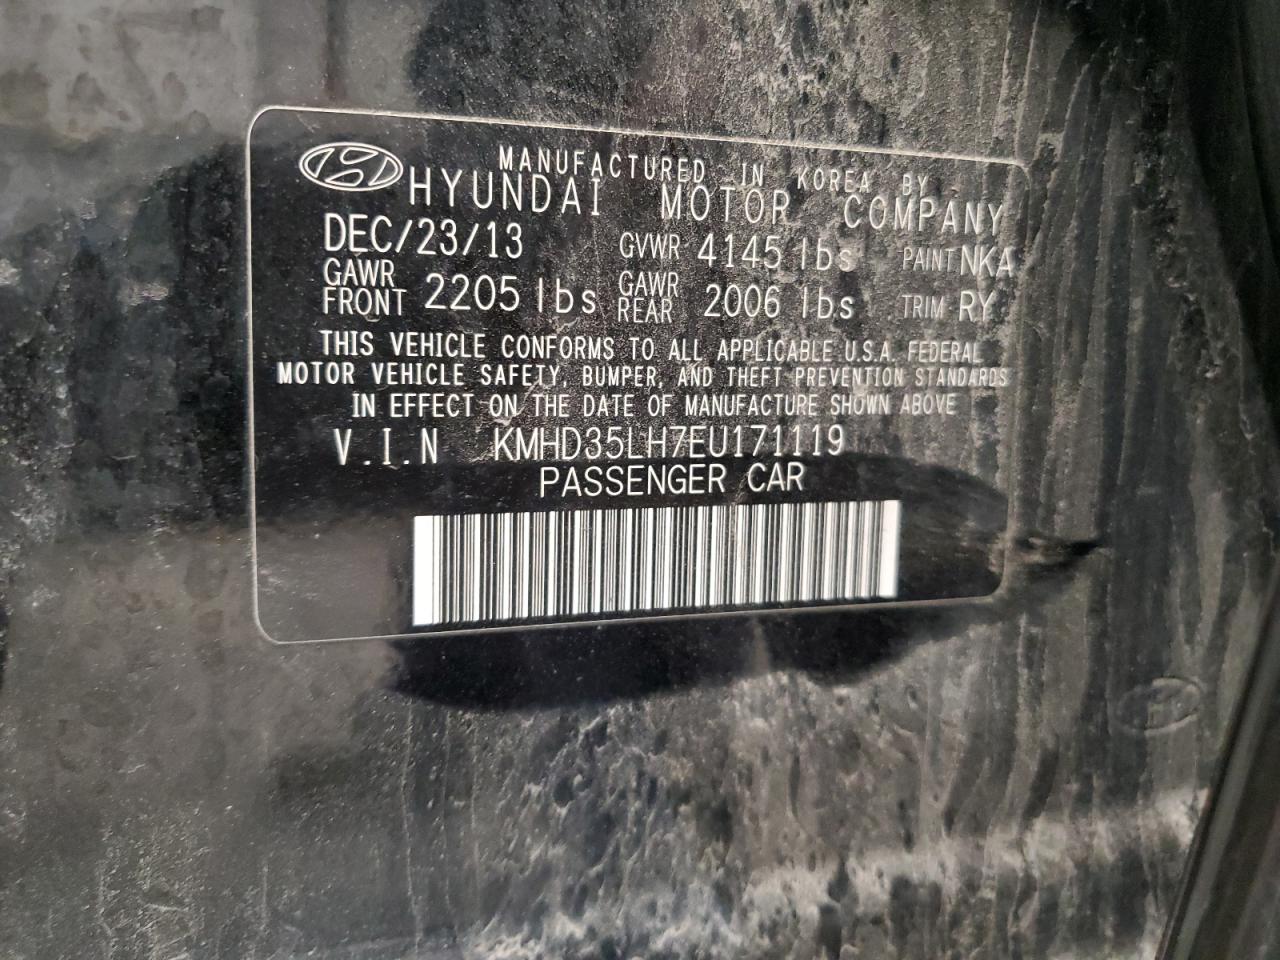 MANUFACTURED IN KOREA BY
HYUNDAI MOTOR COMPANY
DEC/23/13 GVWR 4145 lbs PAINT NKA
GAWR FRONT 2205 lbs GAWR REAR 2006 lbs TRIM RY
THIS VEHICLE CONFORMS TO ALL APPLICABLE U.S.A. FEDERAL
MOTOR VEHICLE SAFETY, BUMPER, AND THEFT PREVENTION STANDARDS
IN EFFECT ON THE DATE OF MANUFACTURE SHOWN ABOVE
V.I.N KMHD35LH7EU171119
PASSENGER CAR